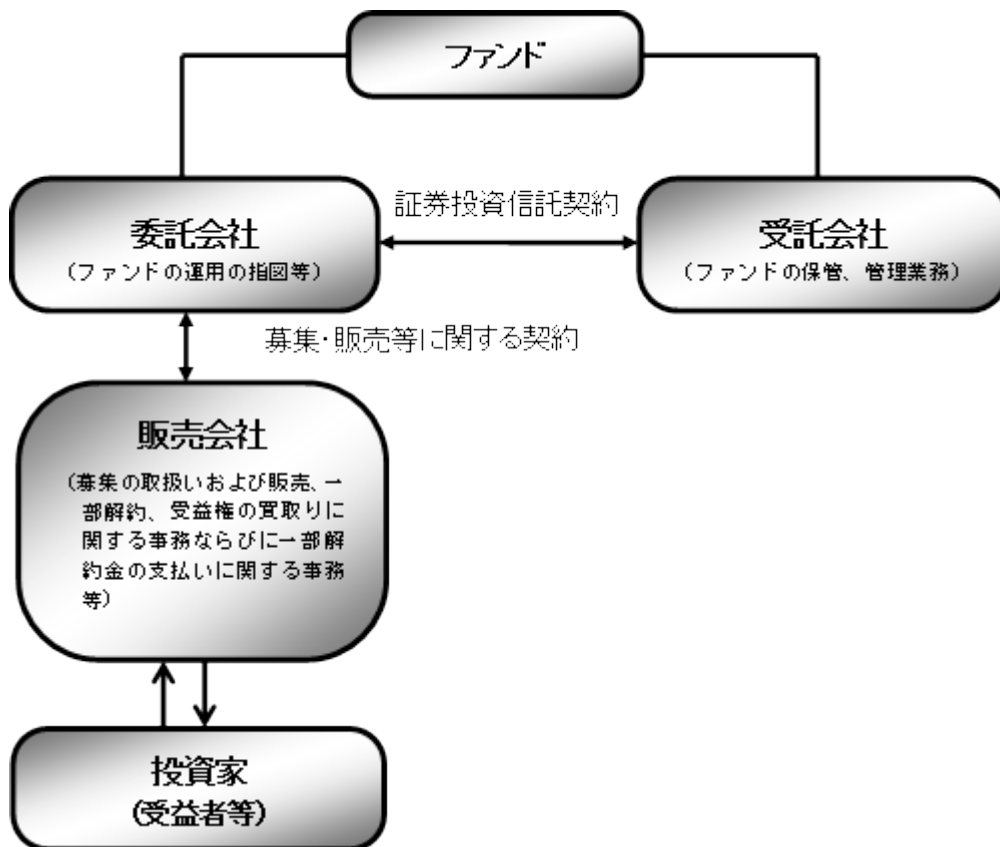 ファンド
証券投資信託契約
委託会社
(ファンドの運用の指図等)
受託会社
(ファンドの保管、管理業務)
募集・販売等に関する契約
販売会社
(募集の取扱いおよび販売、一
部解約、受益権の買取りに
関する事務ならびに一部解
約金の支払いに関する事務
等)
投資家
(受益者等)